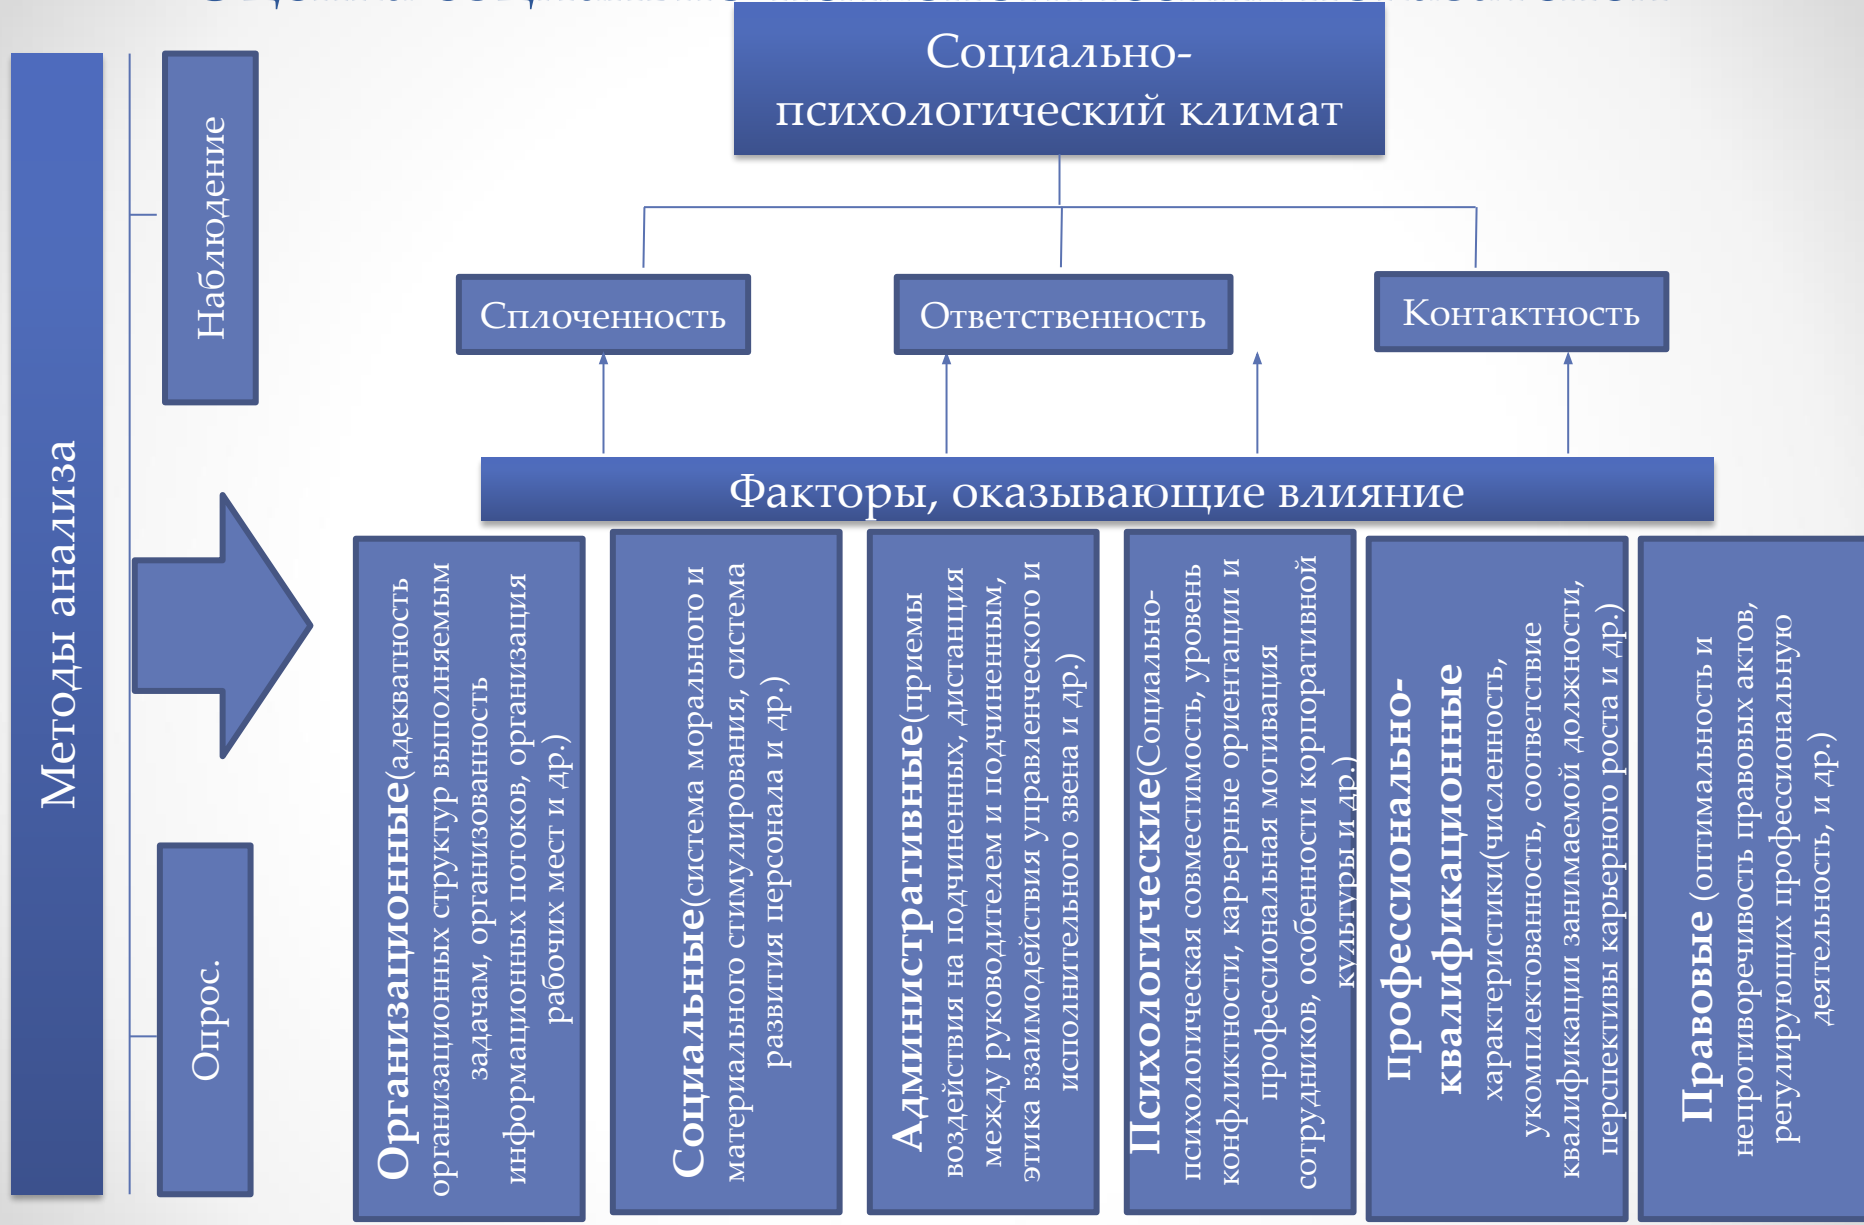 Социально-
психологический климат
Сплоченность
Ответственность
Контактность
Факторы, оказывающие влияние
Методы анализа
Наблюдение
Опрос.
Организационные(адекватность
организационных структур выполняемым
задачам, организованность
информационных потоков, организация
рабочих мест и др.)
Социальные(система морального и
материального стимулирования, система
развития персонала и др.)
Административные(приемы
воздействия на подчиненных, дистанция
между руководителем и подчиненным,
этика взаимодействия управленческого и
исполнительного звена и др.)
Психологические(Социально-
психологическая совместимость, уровень
конфликтности, карьерные ориентации и
профессиональная мотивация
сотрудников, особенности корпоративной
культуры и др.)
Профессионально-
квалификационные
характеристики(численность,
укомплектованность, соответствие
квалификации занимаемой должности,
перспективы карьерного роста и др.)
Правовые (оптимальность и
непротиворечивость правовых актов,
регулирующих профессиональную
деятельность, и др.)